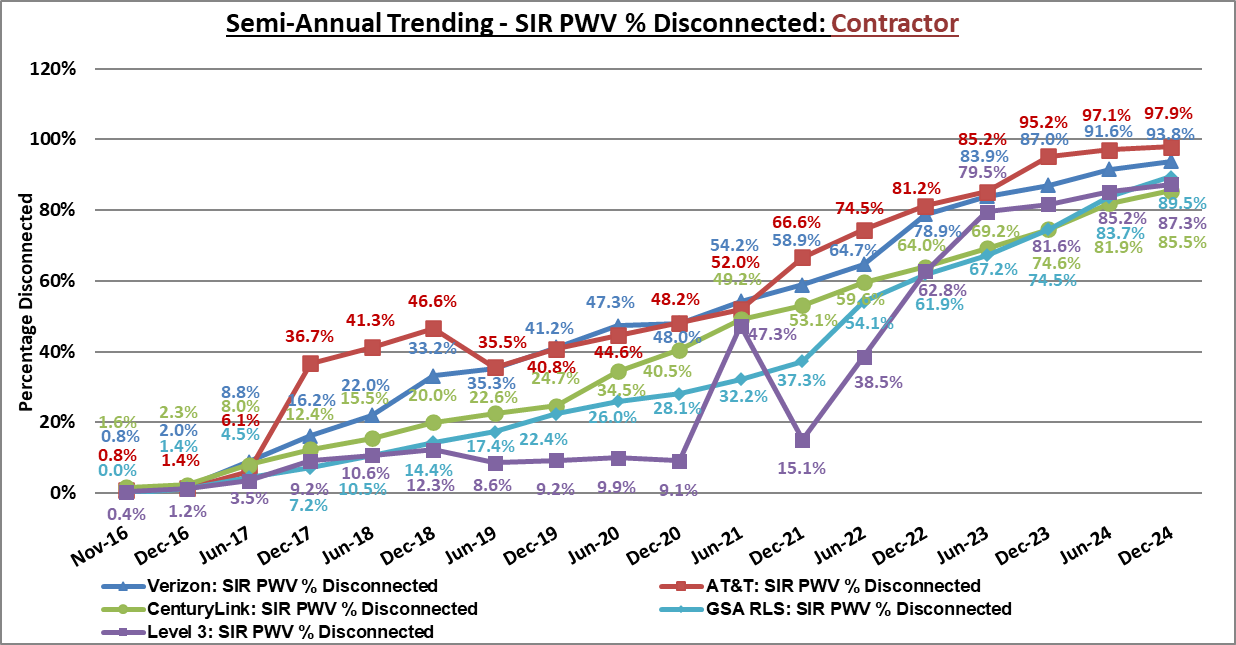 Semi-Annual Trending - SIR PWV % Disconnected: Contractor
Percentage Disconnected
120%
100%
80%
60%
40%
20%
0%
1.6% 2.3% 8.0% 12.4% 15.5% 20.0% 22.6% 24.7% 34.5% 40.5% 49.2% 53.1% 59.6% 64.0% 69.2% 74.6% 81.9% 85.5%
0.8% 2.0% 8.8% 16.2% 22.0% 33.2% 35.3% 41.2% 47.3% 48.0% 54.2% 58.9% 64.7% 78.9% 83.9% 87.0% 91.6% 93.8%
0.8% 1.4% 6.1% 36.7% 41.3% 46.6% 35.5% 40.8% 44.6% 48.2% 52.0% 66.6% 74.5% 81.2% 85.2% 95.2% 97.1% 97.9%
0.0% 1.4% 4.5% 7.2% 10.5% 14.4% 17.4% 22.4% 26.0% 28.1% 32.2% 37.3% 54.1% 61.9% 67.2% 74.5% 83.7% 89.5%
0.4% 1.2% 3.5% 9.2% 10.6% 12.3% 8.6% 9.2% 9.9% 9.1% 47.3% 15.1% 38.5% 62.8% 79.5% 81.6% 85.2% 87.3%
Nov-16 Dec-16 Jun-17 Dec-17 Jun-18 Dec-18 Jun-19 Dec-19 Jun-20 Dec-20 Jun-21 Dec-21 Jun-22 Dec-22 Jun-23 Dec-23 Jun-24 Dec-24
Verizon: SIR PWV % Disconnected
AT&T: SIR PWV % Disconnected
CenturyLink: SIR PWV % Disconnected
GSA RLS: SIR PWV % Disconnected
Level 3: SIR PWV % Disconnected